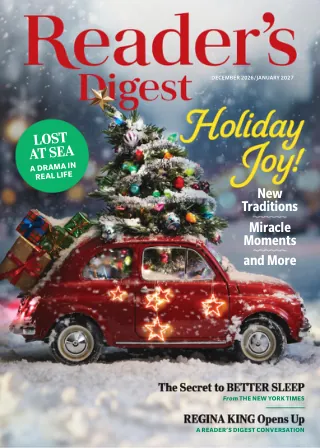 Reader's
Digest
DECEMBER 2026/JANUARY 2027
Holiday
Joy!
LOST
AT SEA
A DRAMA IN
REAL LIFE
New
Traditions
Miracle
Moments
and More
The Secret to BETTER SLEEP
From THE NEW YORK TIMES
REGINA KING Opens Up
A READER'S DIGEST CONVERSATION